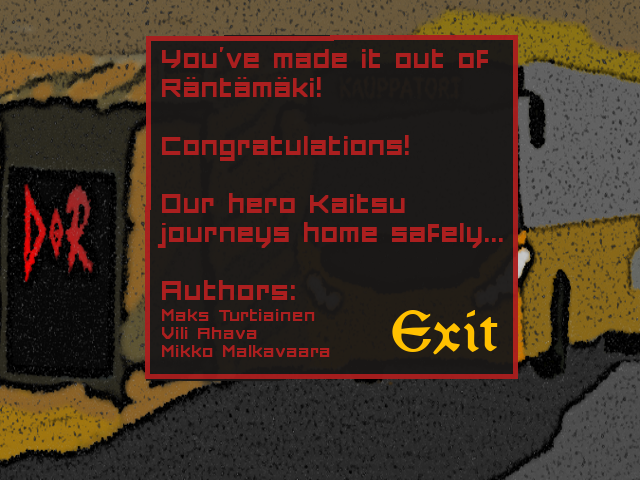 You've made it out of
Räntämäki!
KAUPPATORI
Congratulations!
Our hero Kaitsu
journeys home safely...
Authors:
Maks Turtiainen
Vili Ahava
Mikko Malkavaara
Exit
DoR